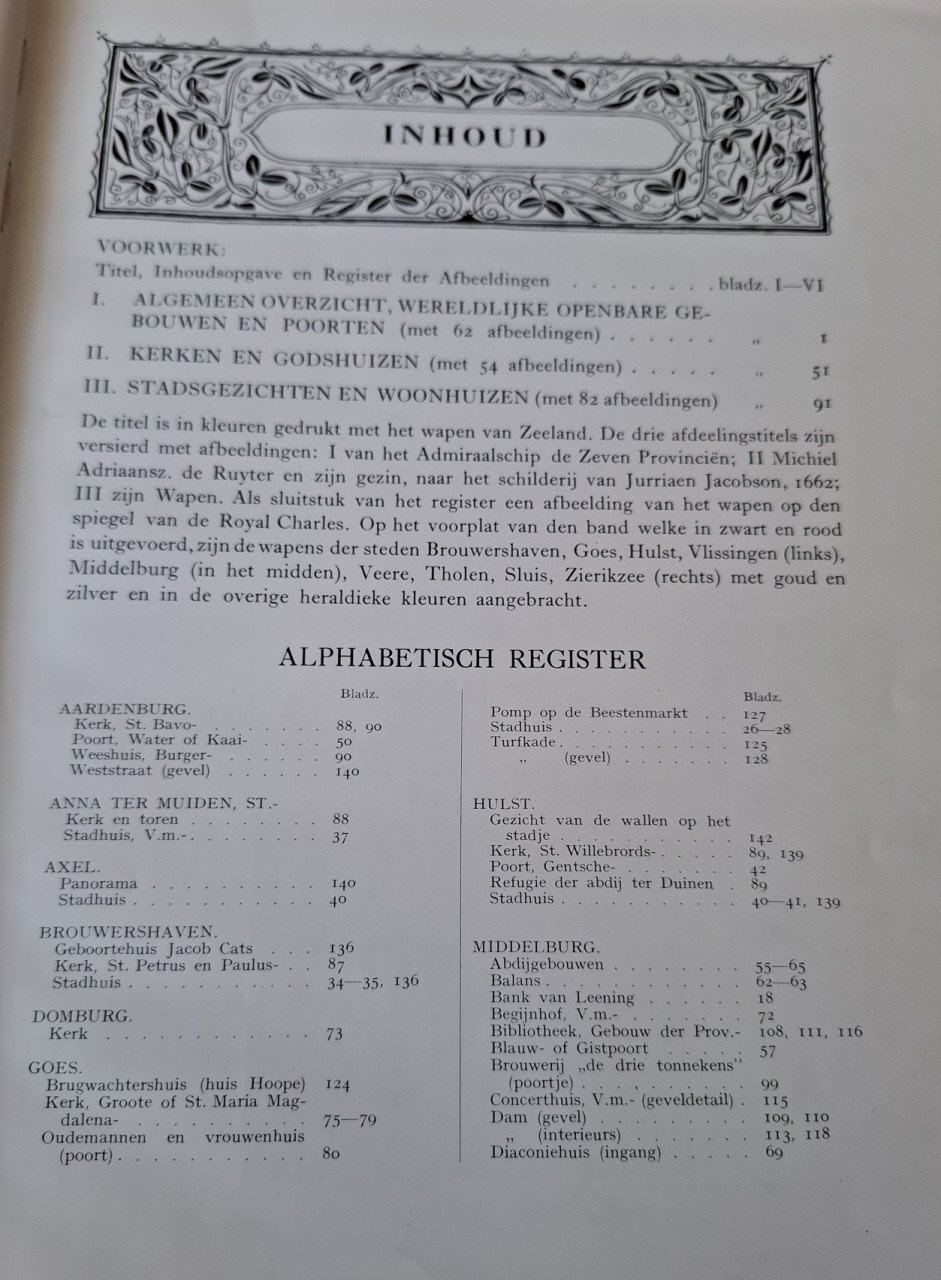 INHOUD
VOORWERK:
Titel, Inhoudsopgave en Register der Afbeeldingen . . . . . . . . bladz. I—VI
I. ALGEMEEN OVERZICHT, WERELDLIJKE OPENBARE GE-
BOUWEN EN POORTEN (met 62 afbeeldingen) . . . . . . „ 1
II. KERKEN EN GODSHUIZEN (met 54 afbeeldingen) . . . . . „ 51
III. STADSGEZICHTEN EN WOONHUIZEN (met 82 afbeeldingen) „ 91
De titel is in kleuren gedrukt met het wapen van Zeeland. De drie afdeelingstitels zijn
versierd met afbeeldingen: I van het Admiraalschip de Zeven Provinciën; II Michiel
Adriaansz. de Ruyter en zijn gezin, naar het schilderij van Jurriaen Jacobson, 1662;
III zijn Wapen. Als sluitstuk van het register een afbeelding van het wapen op den
spiegel van de Royal Charles. Op het voorplat van den band welke in zwart en rood
is uitgevoerd, zijn de wapens der steden Brouwershaven, Goes, Hulst, Vlissingen (links),
Middelburg (in het midden), Veere, Tholen, Sluis, Zierikzee (rechts) met goud en
zilver en in de overige heraldieke kleuren aangebracht.
ALPHABETISCH REGISTER
Bladz.
AARDENBURG.
Kerk, St. Bavo- . . . . . . 88, 90
Poort, Water of Kaai- . . . . 50
Weeshuis, Burger- . . . . . . 90
Weststraat (gevel) . . . . . . 140
ANNA TER MUIDEN, ST.-
Kerk en toren . . . . . . . . 88
Stadhuis, V.m.-. . . . . . . . 37
AXEL.
Panorama . . . . . . . . . . 140
Stadhuis . . . . . . . . . . . 40
BROUWERSHAVEN.
Geboortehuis Jacob Cats . . . 136
Kerk, St. Petrus en Paulus- . . 87
Stadhuis . . . . . . . . . . . 34—35, 136
DOMBURG.
Kerk . . . . . . . . . . . . . 73
GOES.
Brugwachtershuis (huis Hoope) 124
Kerk, Groote of St. Maria Mag-
dalena- . . . . . . . . . . 75—79
Oudemannen en vrouwenhuis
(poort) . . . . . . . . . . . 80
Bladz.
Pomp op de Beestenmarkt . . 127
Stadhuis . . . . . . . . . . . 26—28
Turfkade . . . . . . . . . . . 125
„ (gevel) . . . . . . . 128
HULST.
Gezicht van de wallen op het
stadje . . . . . . . . . . . 142
Kerk, St. Willebrords- . . . . . 89, 139
Poort, Gentsche- . . . . . . . 42
Refugie der abdij ter Duinen . 89
Stadhuis . . . . . . . . . . . 40—41, 139
MIDDELBURG.
Abdijgebouwen . . . . . . . . 55—65
Balans . . . . . . . . . . . . 62—63
Bank van Leening . . . . . . 18
Begijnhof, V.m.- . . . . . . . 72
Bibliotheek, Gebouw der Prov.- 108, 111, 116
Blauw- of Gistpoort . . . . . 57
Brouwerij „de drie tonnekens”
(poortje) . . . . . . . . . . 99
Concerthuis, V.m.- (geveldetail) . 115
Dam (gevel) . . . . . . . . . 109, 110
„ (interieurs) . . . . . . . 113, 118
Diaconiehuis (ingang) . . . . . 69